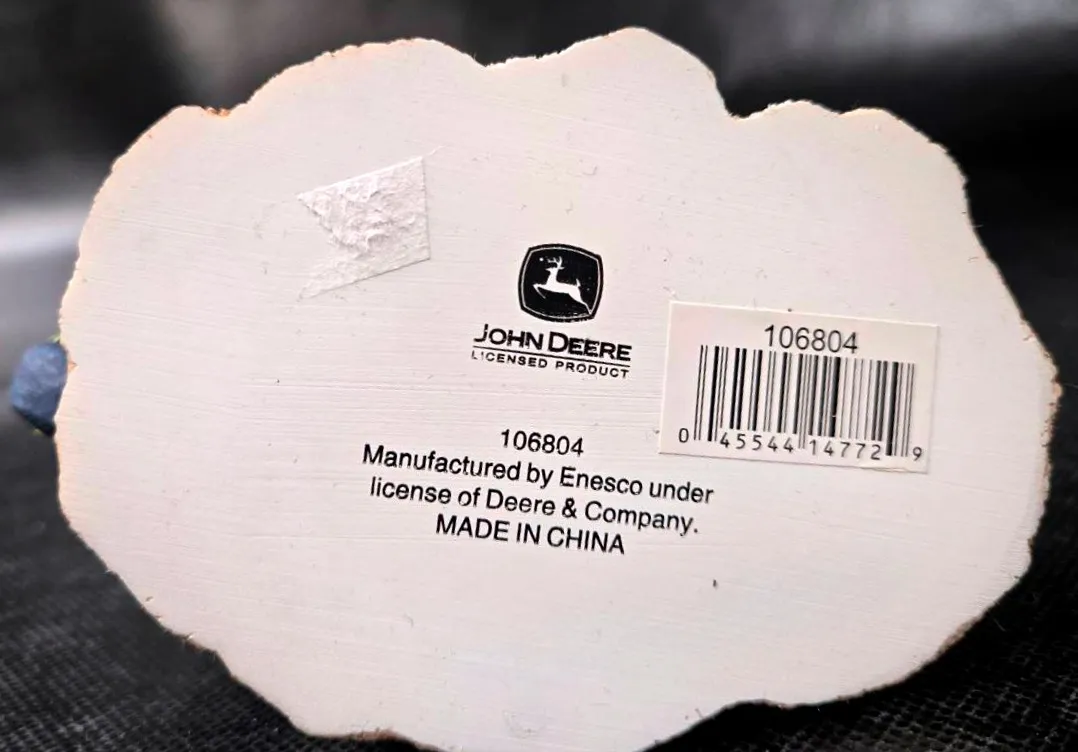 JOHN DEERE
LICENSED PRODUCT
106804
0 45544 14772 9
106804
Manufactured by Enesco under
license of Deere & Company.
MADE IN CHINA